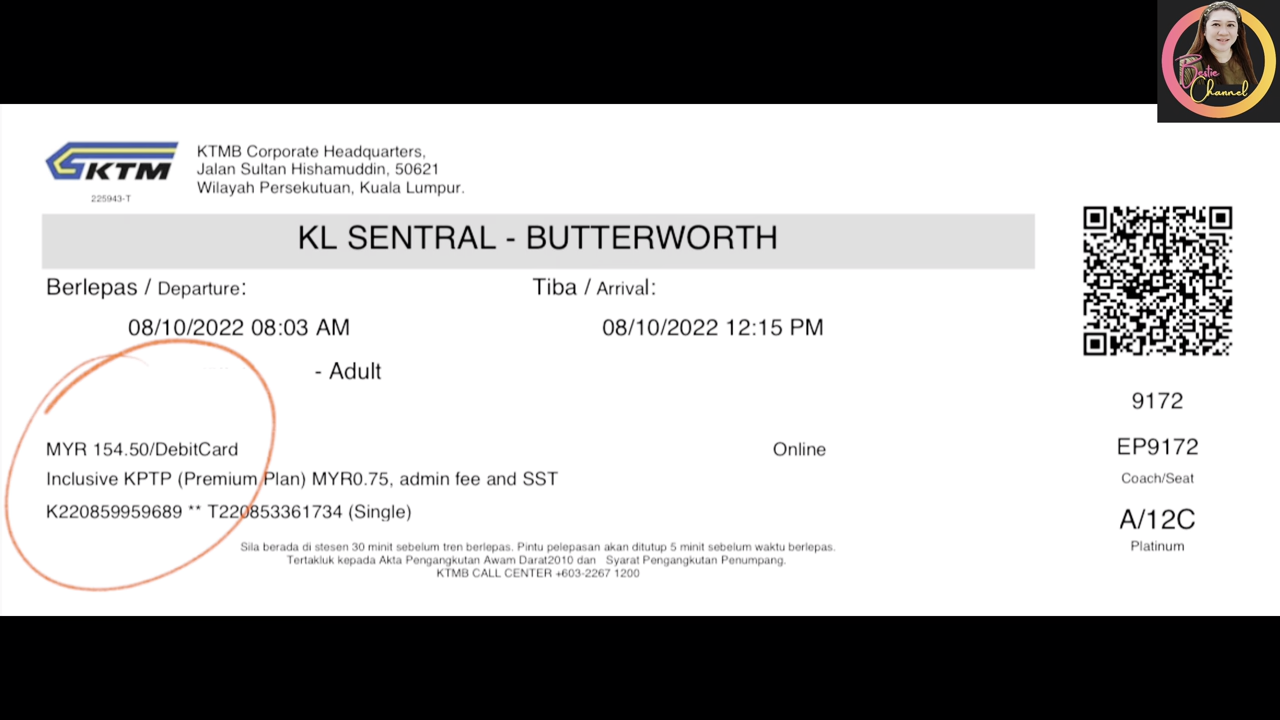 Bestie
Channel
KTM
225943-T
KTMB Corporate Headquarters,
Jalan Sultan Hishamuddin, 50621
Wilayah Persekutuan, Kuala Lumpur.
KL SENTRAL - BUTTERWORTH
Berlepas / Departure:
Tiba / Arrival:
08/10/2022 08:03 AM
08/10/2022 12:15 PM
- Adult
MYR 154.50/DebitCard
Online
Inclusive KPTP (Premium Plan) MYR0.75, admin fee and SST
K220859959689 ** T220853361734 (Single)
Sila berada di stesen 30 minit sebelum tren berlepas. Pintu pelepasan akan ditutup 5 minit sebelum waktu berlepas.
Tertakluk kepada Akta Pengangkutan Awam Darat2010 dan Syarat Pengangkutan Penumpang.
KTMB CALL CENTER +603-2267 1200
9172
EP9172
Coach/Seat
A/12C
Platinum